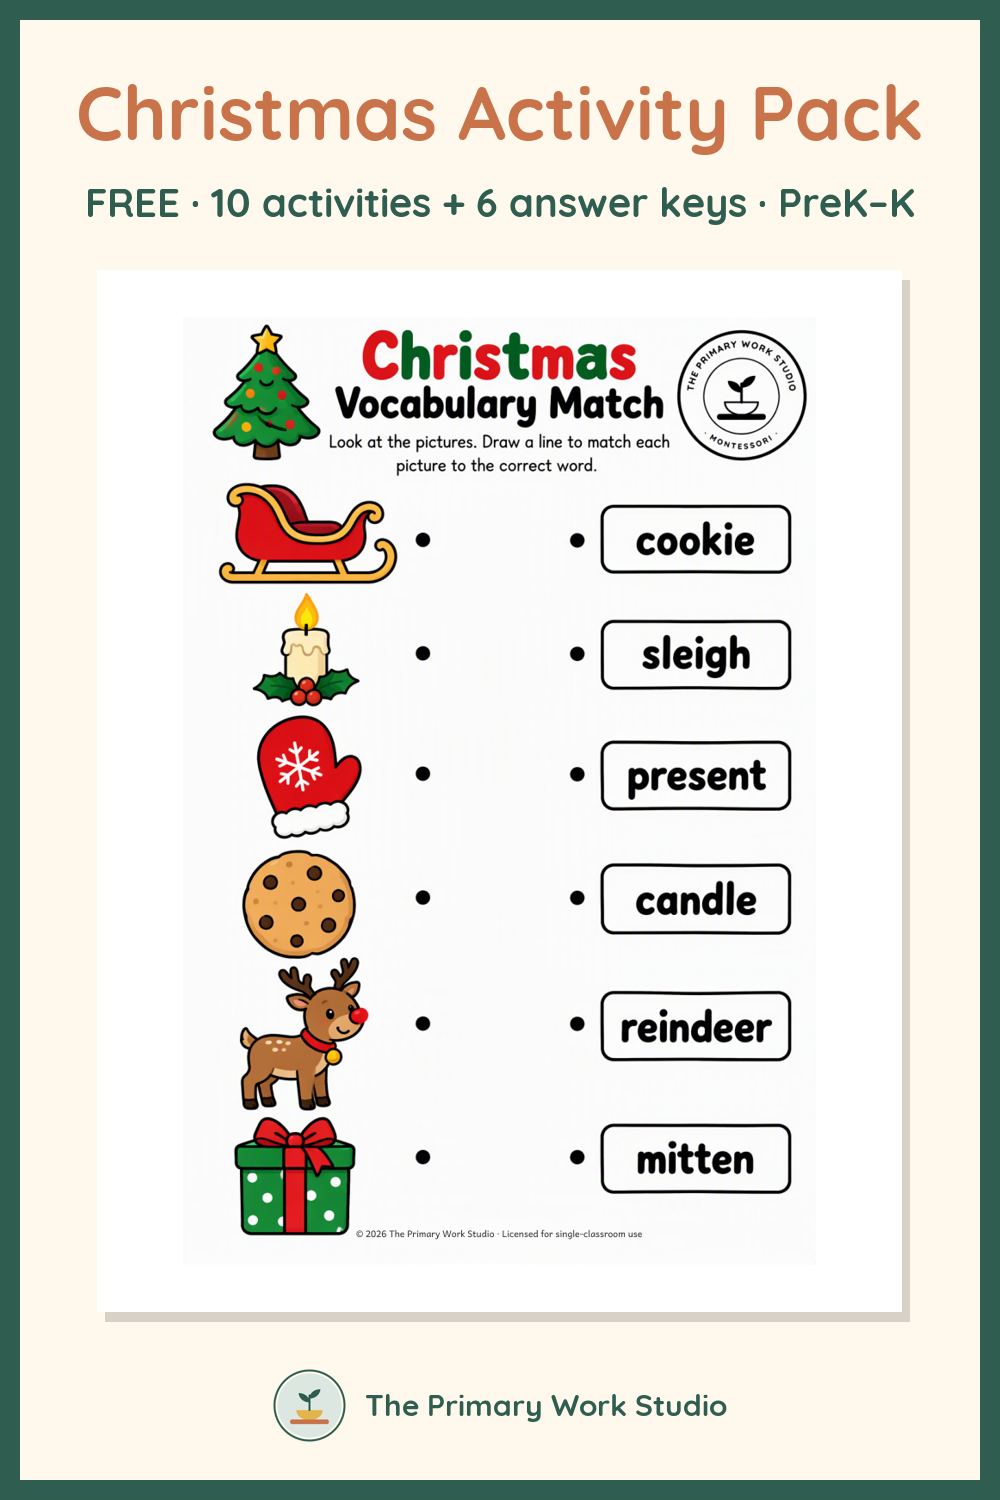 Christmas Activity Pack
FREE · 10 activities + 6 answer keys · PreK–K
Christmas
Vocabulary Match
Look at the pictures. Draw a line to match each
picture to the correct word.
THE PRIMARY WORK STUDIO
· MONTESSORI ·
cookie
sleigh
present
candle
reindeer
mitten
© 2026 The Primary Work Studio · Licensed for single-classroom use
The Primary Work Studio